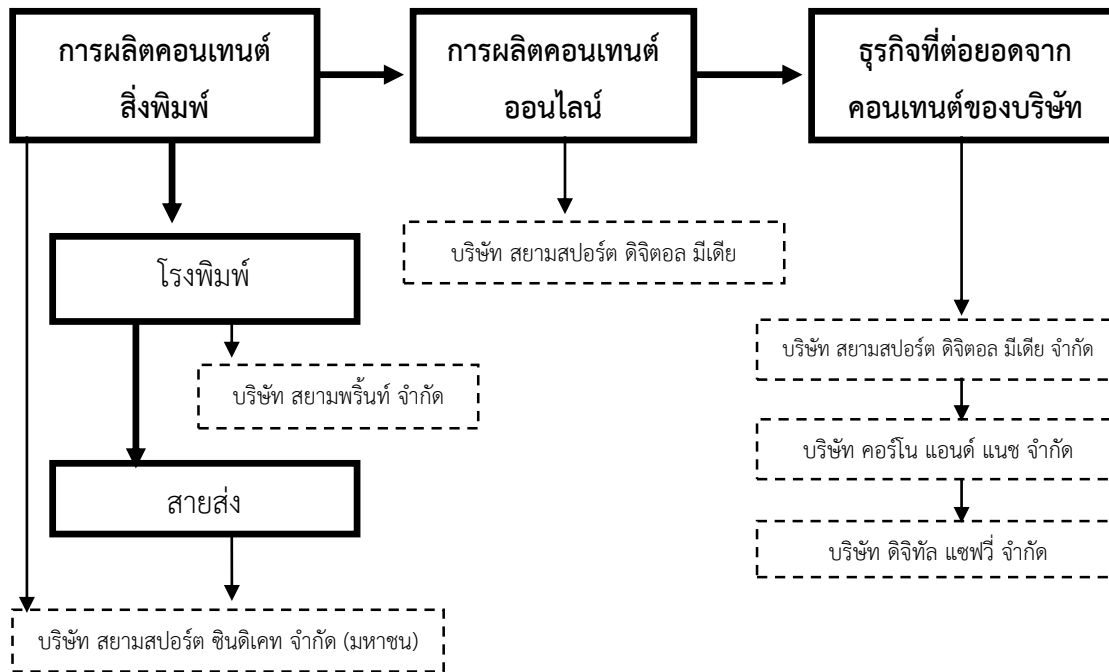 การผลิตคอนเทนต์
สิ่งพิมพ์
การผลิตคอนเทนต์
ออนไลน์
ธุรกิจที่ต่อยอดจาก
คอนเทนต์ของบริษัท
บริษัท สยามสปอร์ต ดิจิตอล มีเดีย
โรงพิมพ์
บริษัท สยามสปอร์ต ดิจิตอล มีเดีย จำกัด
บริษัท สยามพริ้นท์ จำกัด
บริษัท คอร์โน แอนด์ แนช จำกัด
สายส่ง
บริษัท ดิจิทัล แซฟวี่ จำกัด
บริษัท สยามสปอร์ต ซินดิเคท จำกัด (มหาชน)